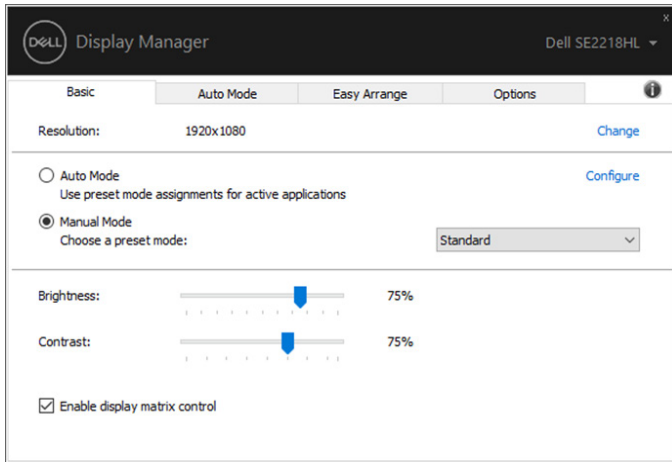 x
DELL Display Manager Dell SE2218HL
Basic Auto Mode Easy Arrange Options i
Resolution: 1920x1080 Change
Auto Mode Configure
Use preset mode assignments for active applications
Manual Mode
Choose a preset mode: Standard
Brightness: 75%
Contrast: 75%
Enable display matrix control